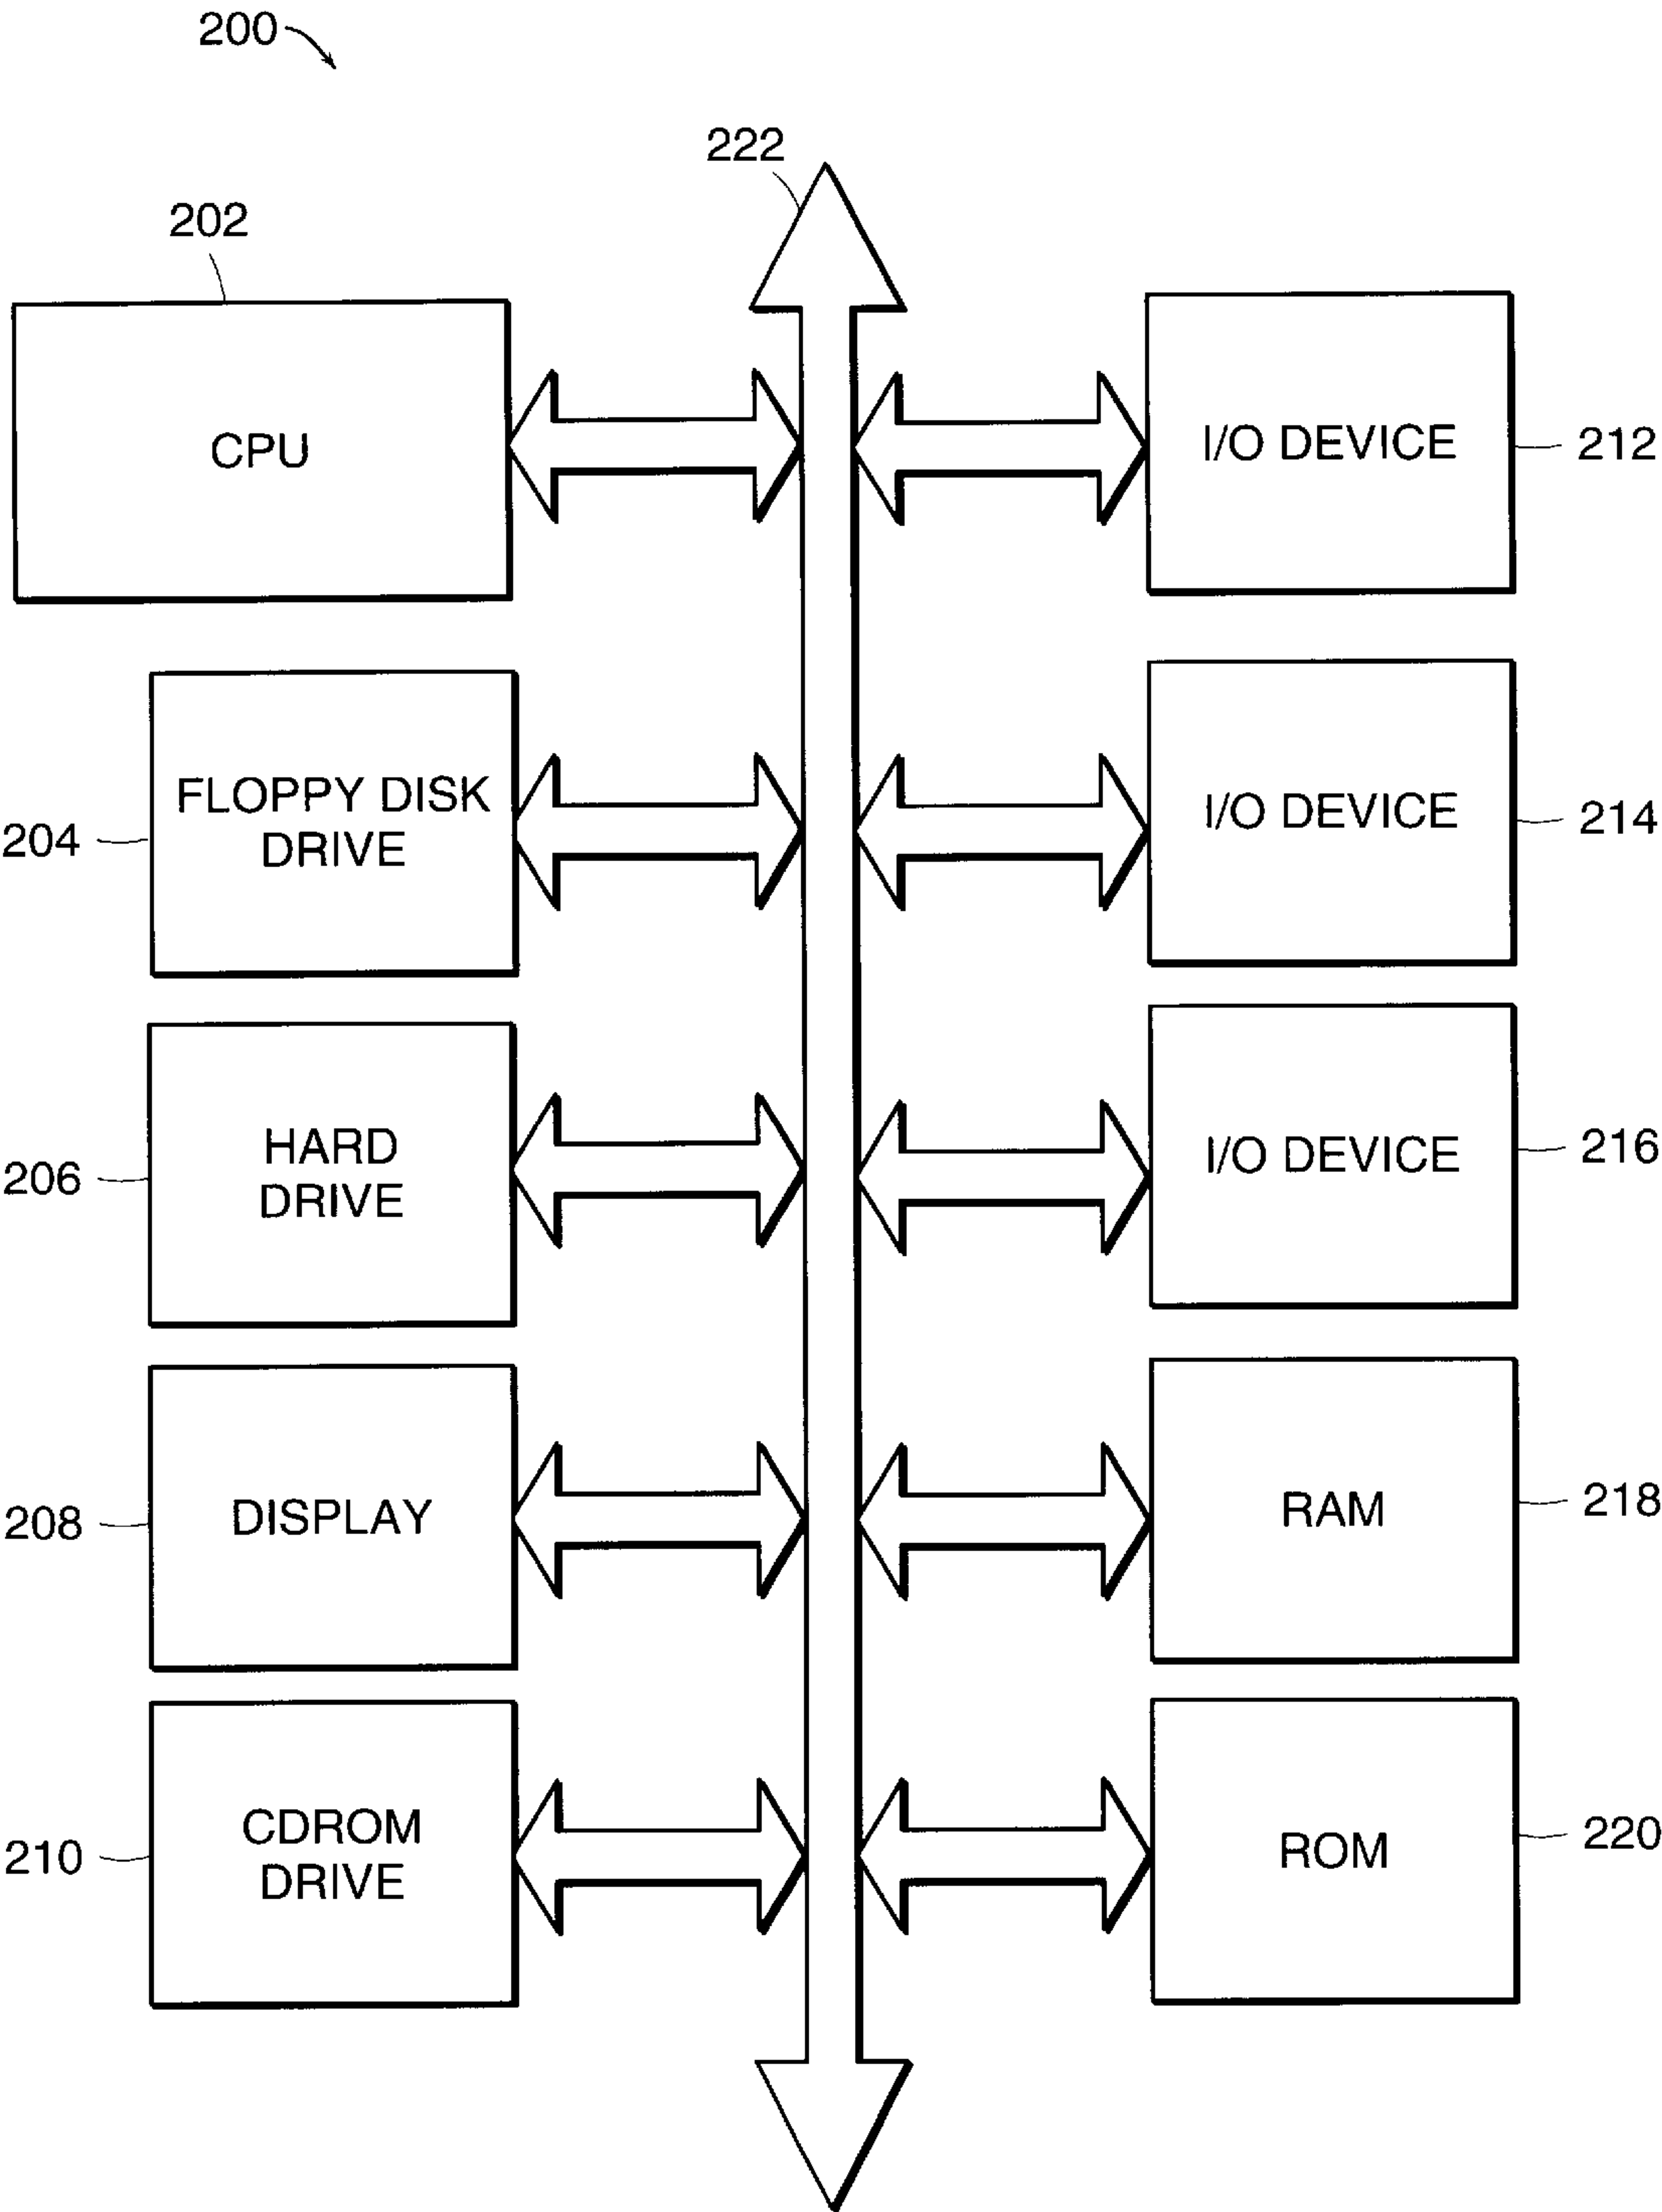 200
222
202
CPU
I/O DEVICE
212
FLOPPY DISK
DRIVE
204
I/O DEVICE
214
HARD
DRIVE
206
I/O DEVICE
216
DISPLAY
208
RAM
218
CDROM
DRIVE
210
ROM
220